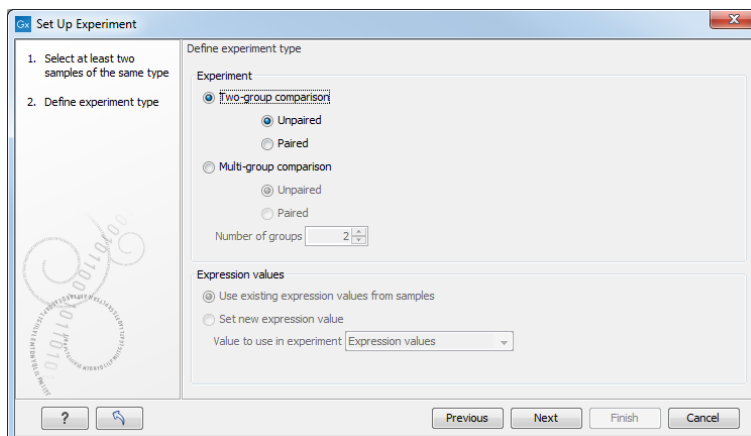 Gx Set Up Experiment
1. Select at least two
samples of the same type
2. Define experiment type
Define experiment type
Experiment
Two-group comparison
Unpaired
Paired
Multi-group comparison
Unpaired
Paired
Number of groups 2
Expression values
Use existing expression values from samples
Set new expression value
Value to use in experiment Expression values
? Previous Next Finish Cancel